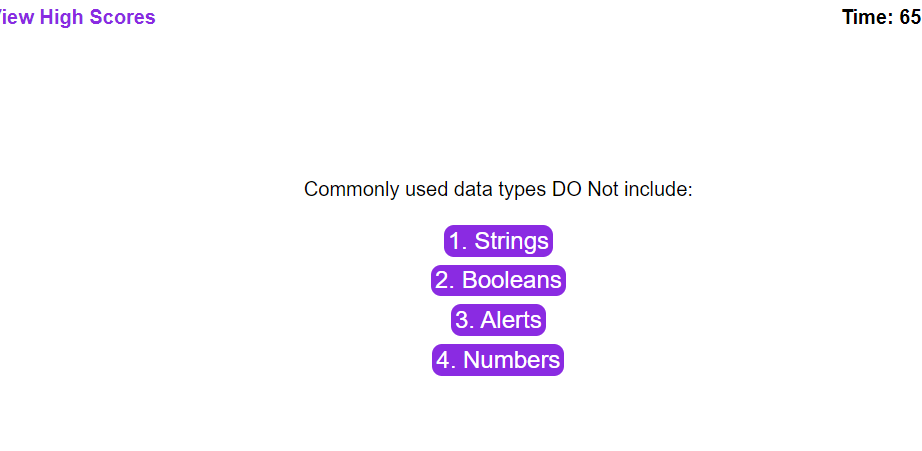 iew High Scores
Time: 65
Commonly used data types DO Not include:
1. Strings
2. Booleans
3. Alerts
4. Numbers